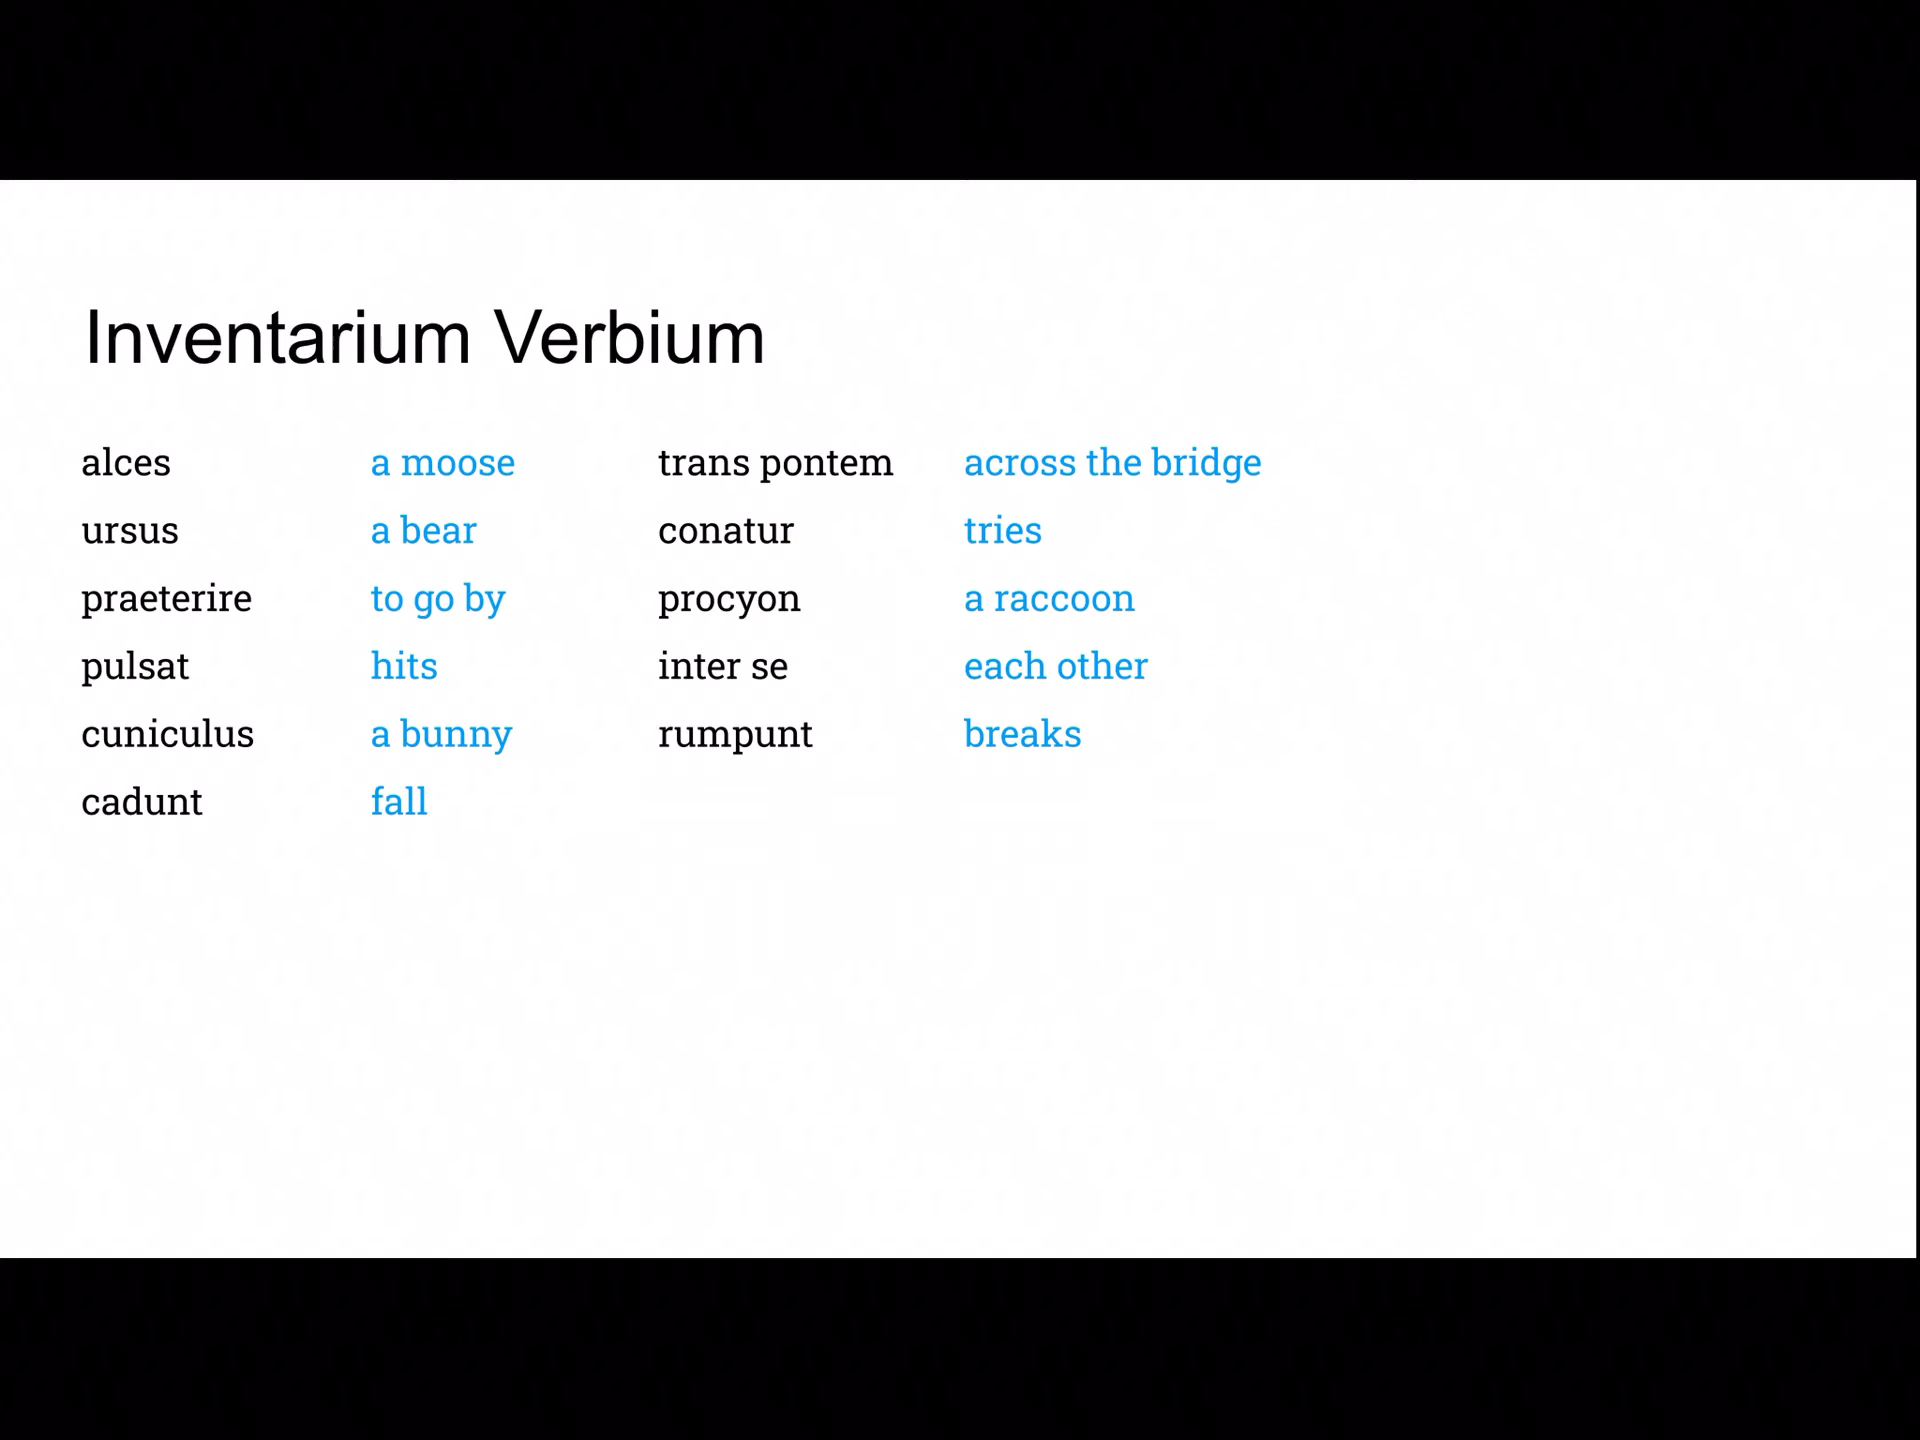 Inventarium Verbium
alces a moose trans pontem across the bridge
ursus a bear conatur tries
praeterire to go by procyon a raccoon
pulsat hits inter se each other
cuniculus a bunny rumpunt breaks
cadunt fall